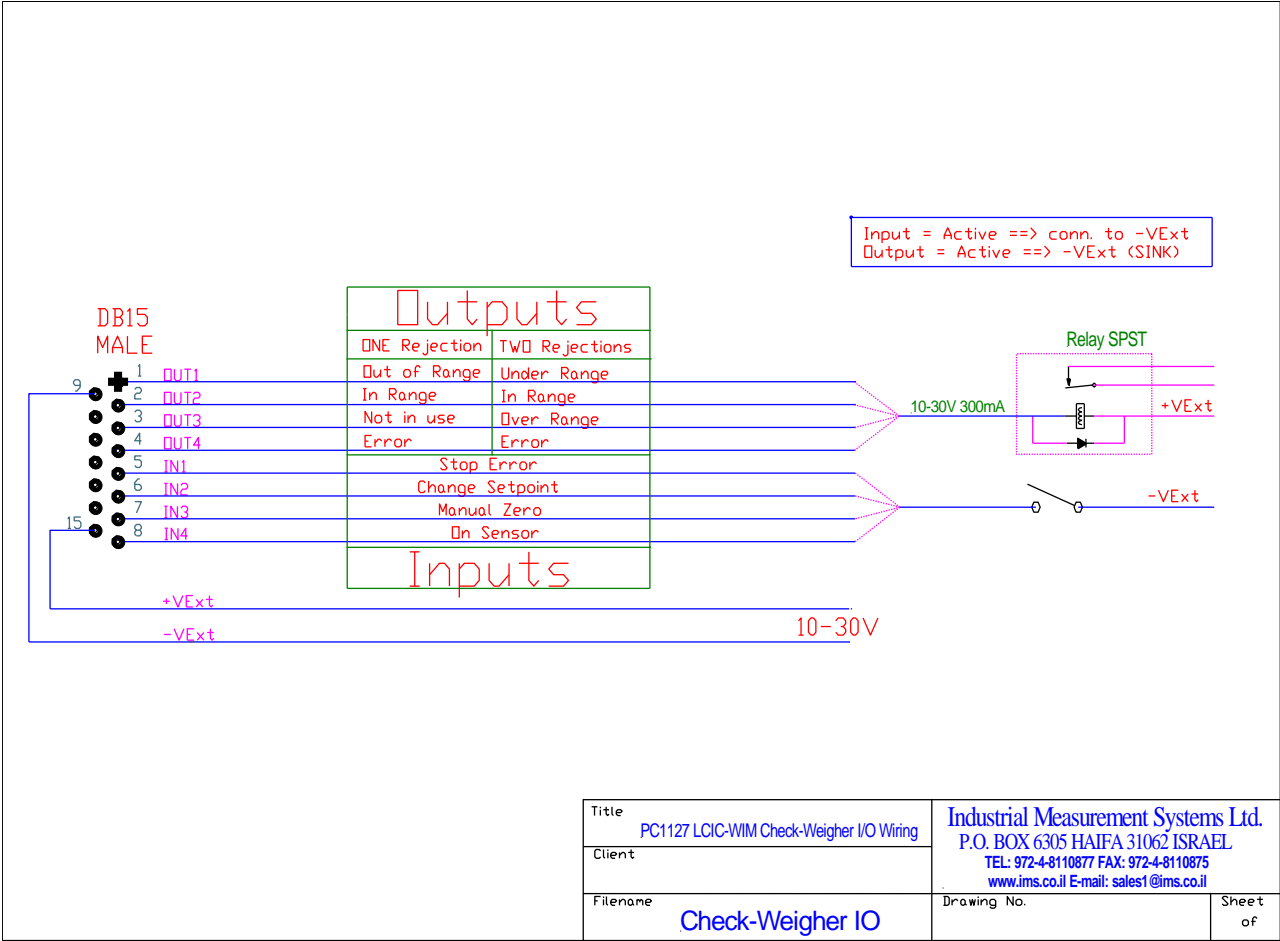 Input = Active ==> conn. to -VExt
Output = Active ==> -VExt (SINK)
Outputs
ONE Rejection TWO Rejections
DB15
MALE
Relay SPST
1 OUT1 Out of Range Under Range
9
2 OUT2 In Range In Range
10-30V 300mA
+VExt
3 OUT3 Not in use Over Range
4 OUT4 Error Error
5 IN1 Stop Error
6 IN2 Change Setpoint
-VExt
7 IN3 Manual Zero
15
8 IN4 On Sensor
Inputs
+VExt
-VExt
10-30V
Title
PC1127 LCIC-WIM Check-Weigher I/O Wiring
Client
Filename
Check-Weigher IO
Industrial Measurement Systems Ltd.
P.O. BOX 6305 HAIFA 31062 ISRAEL
TEL: 972-4-8110877 FAX: 972-4-8110875
www.ims.co.il E-mail: sales1@ims.co.il
Drawing No.
Sheet
of